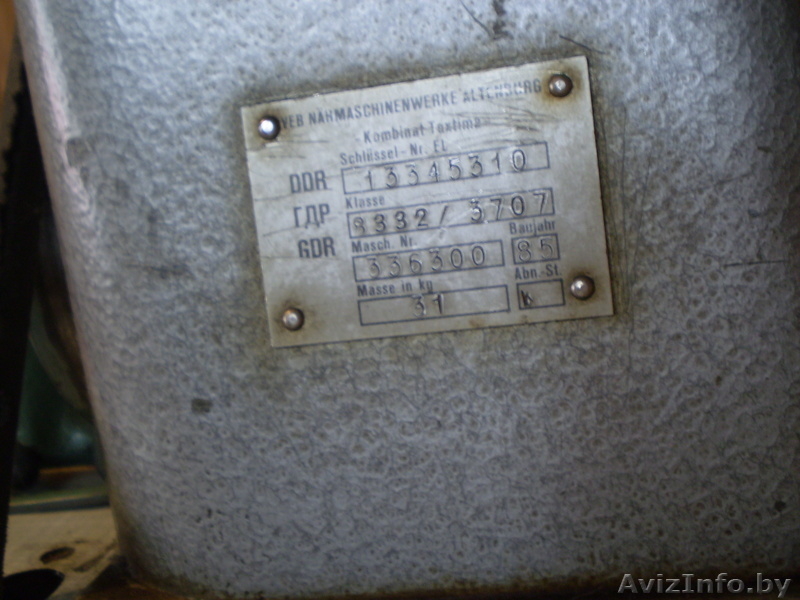 VEB NÄHMASCHINENWERKE ALTENBURG
- Kombinat Textima -
Schlüssel - Nr. EL
DDR 13345310
Klasse
ГДР 8332/3707
Masch. Nr. Baujahr
GDR 336300 85
Masse in kg Abn.-St.
31 k
AvizInfo.by